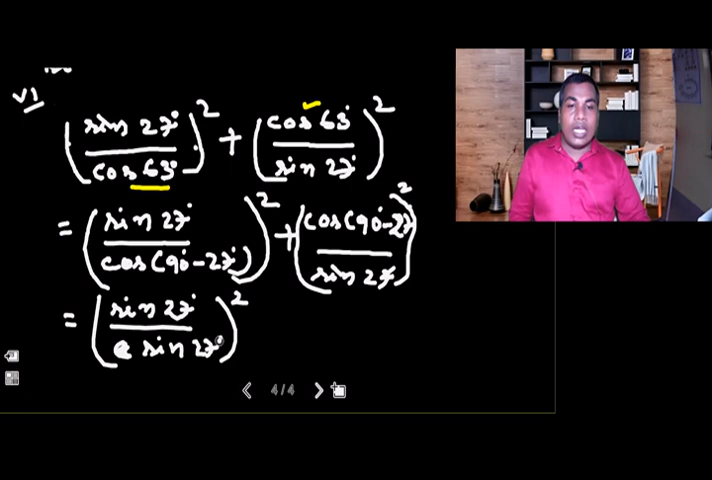 vi
(sin 27° / cos 63°)² + (cos 63° / sin 27°)²
= (sin 27° / cos(90° - 27°))² + (cos(90° - 27°) / sin 27°)²
= (sin 27° / sin 27°)²
4/4